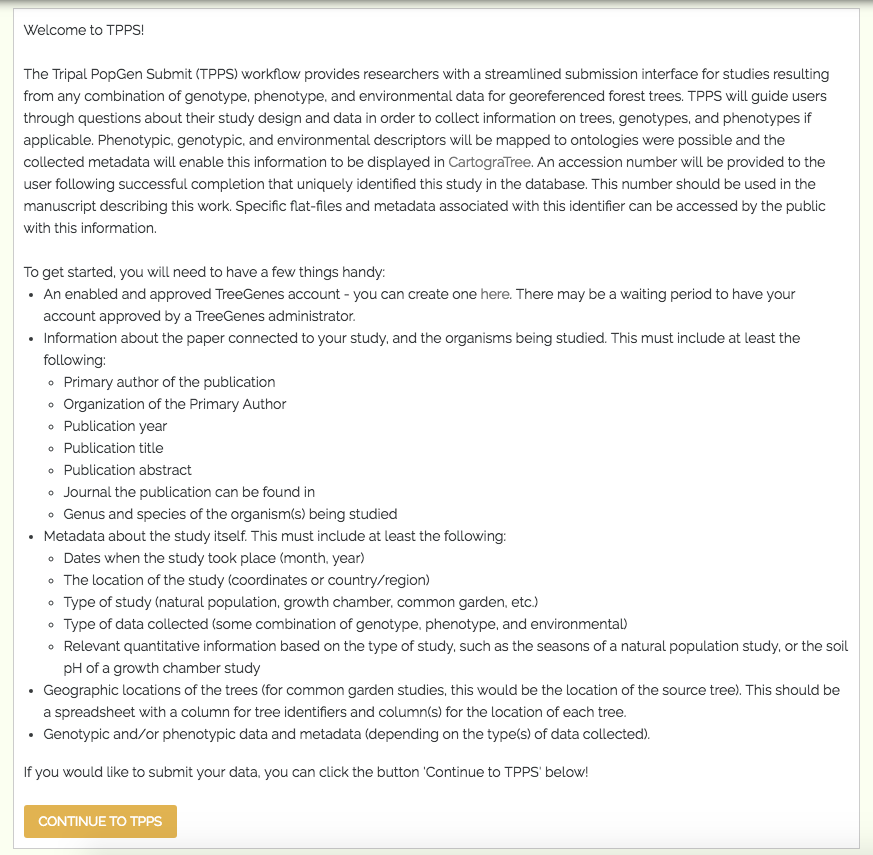 Welcome to TPPS!
The Tripal PopGen Submit (TPPS) workflow provides researchers with a streamlined submission interface for studies resulting
from any combination of genotype, phenotype, and environmental data for georeferenced forest trees. TPPS will guide users
through questions about their study design and data in order to collect information on trees, genotypes, and phenotypes if
applicable. Phenotypic, genotypic, and environmental descriptors will be mapped to ontologies were possible and the
collected metadata will enable this information to be displayed in CartograTree. An accession number will be provided to the
user following successful completion that uniquely identified this study in the database. This number should be used in the
manuscript describing this work. Specific flat-files and metadata associated with this identifier can be accessed by the public
with this information.
To get started, you will need to have a few things handy:
• An enabled and approved TreeGenes account - you can create one here. There may be a waiting period to have your
account approved by a TreeGenes administrator.
• Information about the paper connected to your study, and the organisms being studied. This must include at least the
following:
◦ Primary author of the publication
◦ Organization of the Primary Author
◦ Publication year
◦ Publication title
◦ Publication abstract
◦ Journal the publication can be found in
◦ Genus and species of the organism(s) being studied
• Metadata about the study itself. This must include at least the following:
◦ Dates when the study took place (month, year)
◦ The location of the study (coordinates or country/region)
◦ Type of study (natural population, growth chamber, common garden, etc.)
◦ Type of data collected (some combination of genotype, phenotype, and environmental)
◦ Relevant quantitative information based on the type of study, such as the seasons of a natural population study, or the soil
pH of a growth chamber study
• Geographic locations of the trees (for common garden studies, this would be the location of the source tree). This should be
a spreadsheet with a column for tree identifiers and column(s) for the location of each tree.
• Genotypic and/or phenotypic data and metadata (depending on the type(s) of data collected).
If you would like to submit your data, you can click the button 'Continue to TPPS' below!
CONTINUE TO TPPS